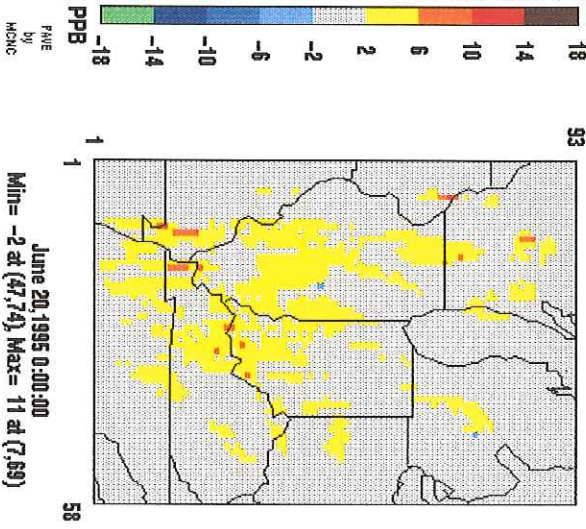 18
14
10
6
2
-2
-6
-10
-14
-18
PPB
PAVE
by
MCNC
93
1
1
58
June 20,1995 0:00:00
Min= -2 at (47,74), Max= 11 at (7,69)